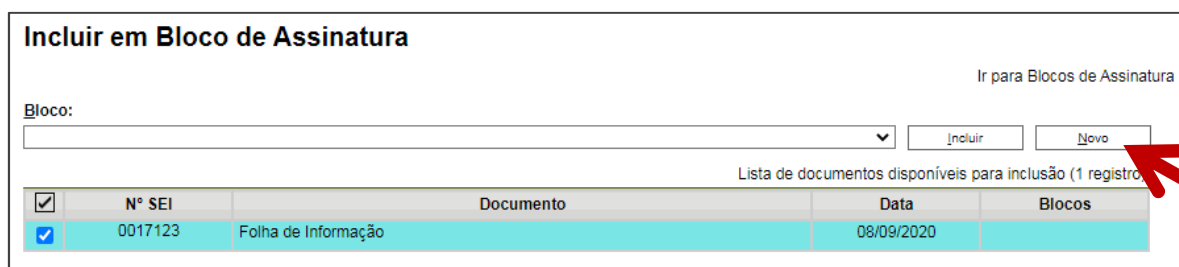 Incluir em Bloco de Assinatura
Ir para Blocos de Assinatura
Bloco:
Incluir Novo
Lista de documentos disponíveis para inclusão (1 registro)
Nº SEI Documento Data Blocos
0017123 Folha de Informação 08/09/2020